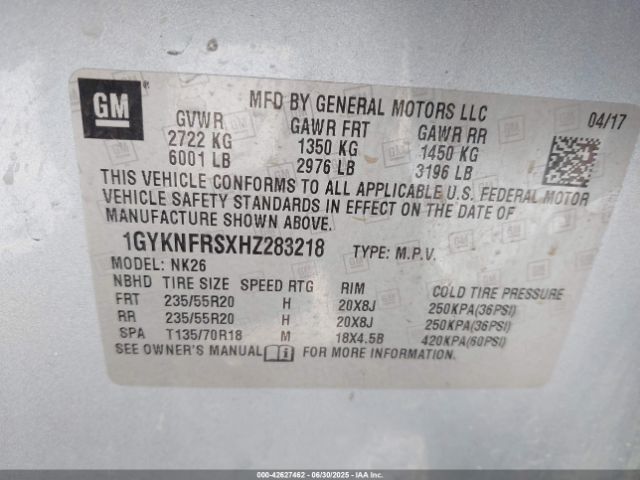 GM
MFD BY GENERAL MOTORS LLC
04/17
GVWR GAWR FRT GAWR RR
2722 KG 1350 KG 1450 KG
6001 LB 2976 LB 3196 LB
THIS VEHICLE CONFORMS TO ALL APPLICABLE U.S. FEDERAL MOTOR
VEHICLE SAFETY STANDARDS IN EFFECT ON THE DATE OF
MANUFACTURE SHOWN ABOVE.
1GYKNFRSXHZ283218 TYPE: M.P.V.
MODEL: NK26
NBHD TIRE SIZE SPEED RTG RIM COLD TIRE PRESSURE
FRT 235/55R20 H 20X8J 250KPA(36PSI)
RR 235/55R20 H 20X8J 250KPA(36PSI)
SPA T135/70R18 M 18X4.5B 420KPA(60PSI)
SEE OWNER'S MANUAL FOR MORE INFORMATION.
000-42627462 - 06/30/2025 - IAAI.CA